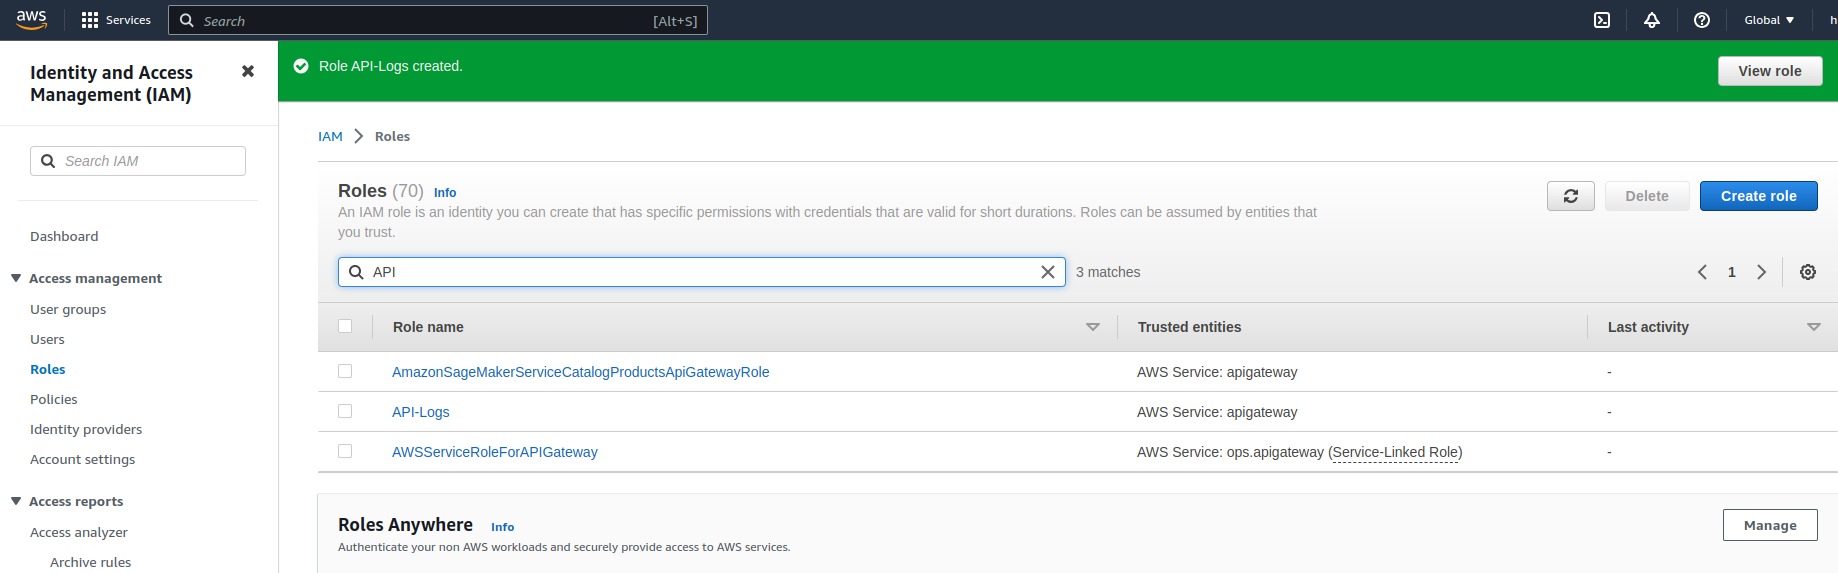 aws
Services
Search
[Alt+S]
Global
h
Identity and Access
Management (IAM)
Search IAM
Dashboard
Access management
User groups
Users
Roles
Policies
Identity providers
Account settings
Access reports
Access analyzer
Archive rules
Role API-Logs created.
View role
IAM
Roles
Roles (70) Info
An IAM role is an identity you can create that has specific permissions with credentials that are valid for short durations. Roles can be assumed by entities that
you trust.
Delete
Create role
API
3 matches
1
Role name
Trusted entities
Last activity
AmazonSageMakerServiceCatalogProductsApiGatewayRole
AWS Service: apigateway
-
API-Logs
AWS Service: apigateway
-
AWSServiceRoleForAPIGateway
AWS Service: ops.apigateway (Service-Linked Role)
-
Roles Anywhere Info
Authenticate your non AWS workloads and securely provide access to AWS services.
Manage